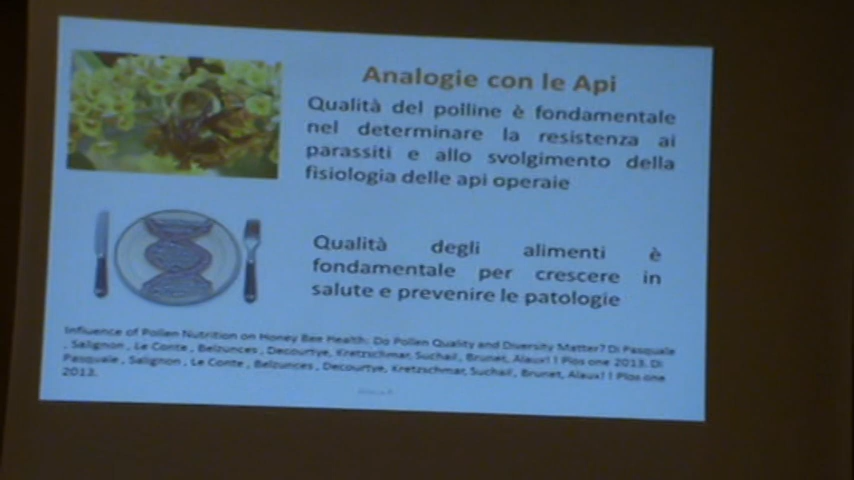 Analogie con le Api
Qualità del polline è fondamentale
nel determinare la resistenza ai
parassiti e allo svolgimento della
fisiologia delle api operaie
Qualità degli alimenti è
fondamentale per crescere in
salute e prevenire le patologie
Influence of Pollen Nutrition on Honey Bee Health: Do Pollen Quality and Diversity Matter? Di Pasquale
, Salignon , Le Conte , Belzunces , Decourtye, Kretzschmar, Suchail, Brunet, Alaux! ! Plos one 2013. Di
Pasquale , Salignon , Le Conte , Belzunces , Decourtye, Kretzschmar, Suchail, Brunet, Alaux! ! Plos one
2013.